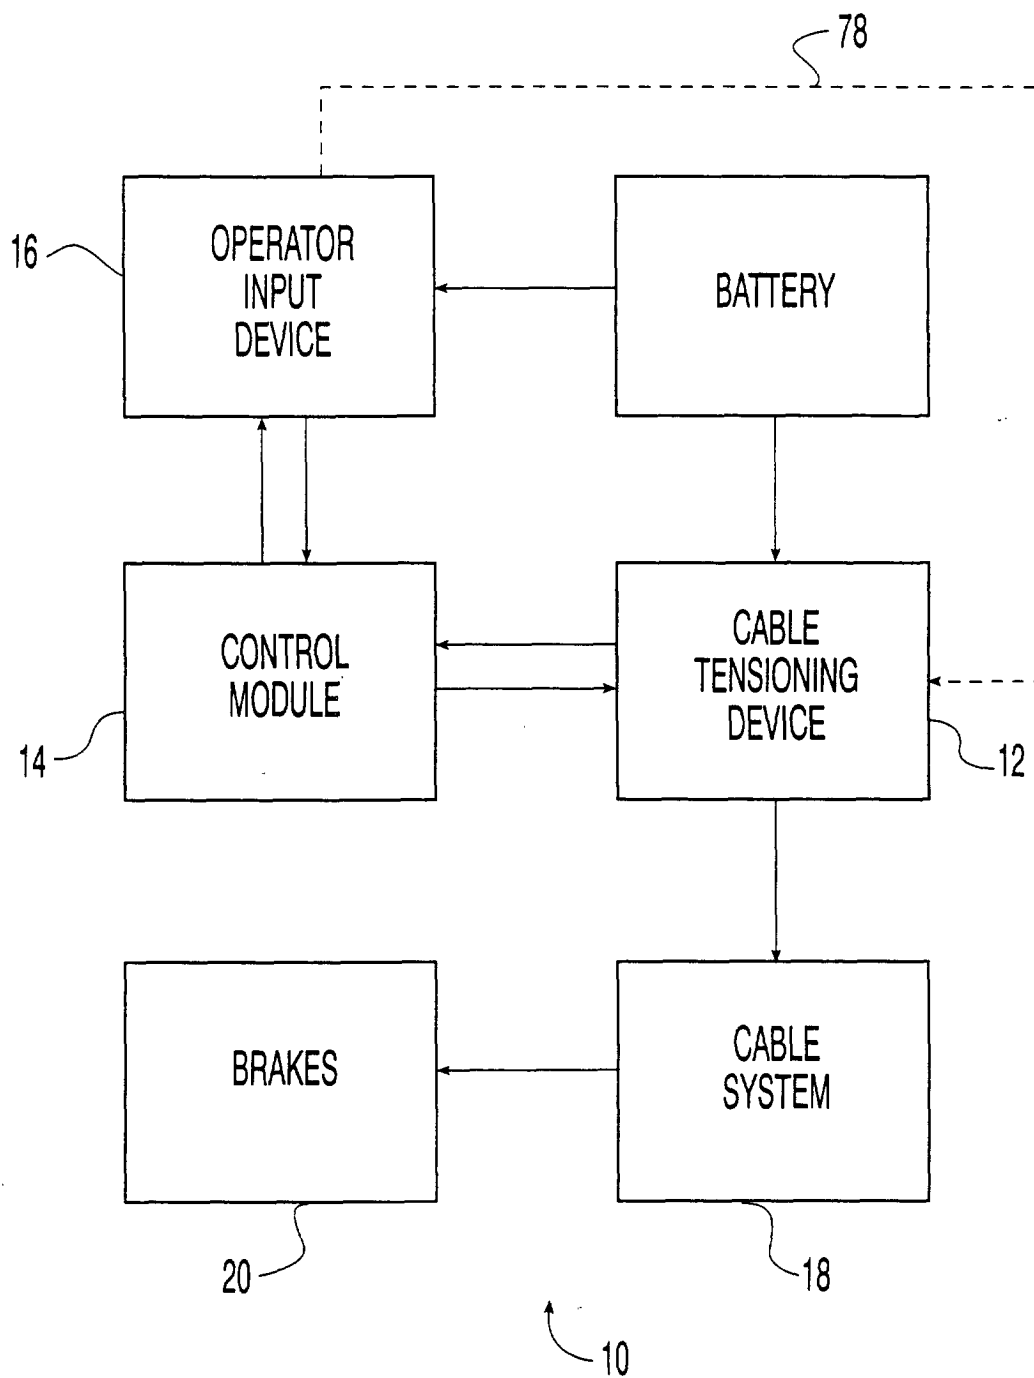 78
16
OPERATOR
INPUT
DEVICE
BATTERY
CONTROL
MODULE
CABLE
TENSIONING
DEVICE
14
12
BRAKES
CABLE
SYSTEM
20
18
10